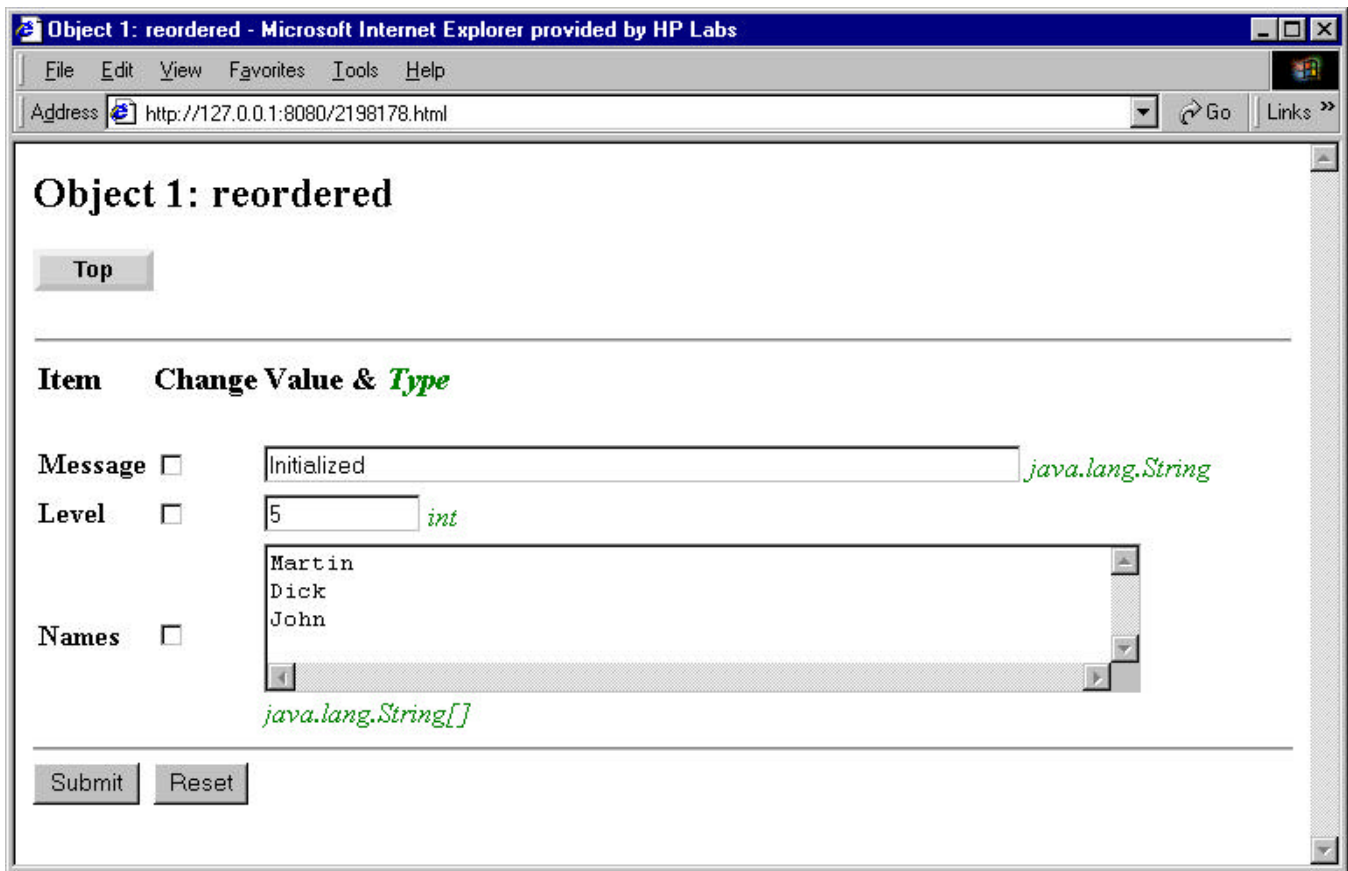 Object 1: reordered - Microsoft Internet Explorer provided by HP Labs
File Edit View Favorites Tools Help
Address http://127.0.0.1:8080/2198178.html Go Links »
Object 1: reordered
Top
Item Change Value & Type
Message Initialized java.lang.String
Level 5 int
Martin
Dick
John
Names
java.lang.String[]
Submit Reset